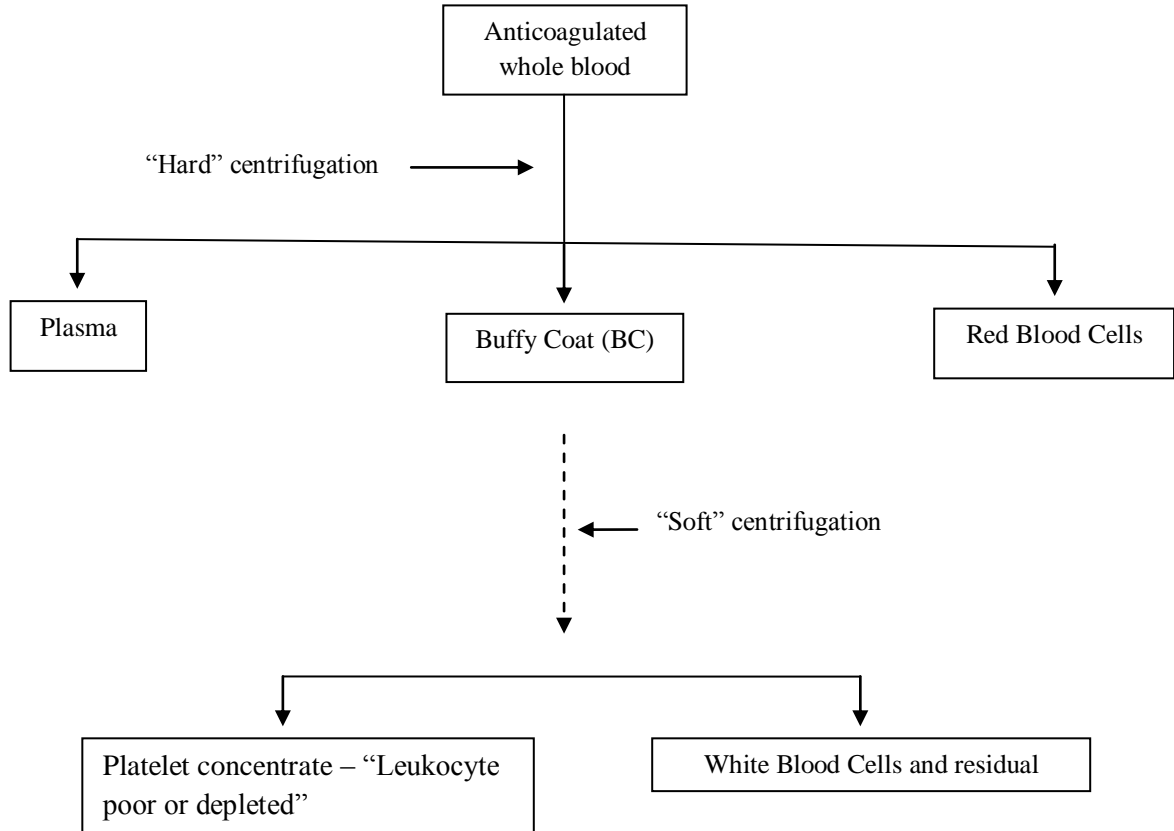 Anticoagulated
whole blood
“Hard” centrifugation
Plasma
Buffy Coat (BC)
Red Blood Cells
“Soft” centrifugation
Platelet concentrate – “Leukocyte
poor or depleted”
White Blood Cells and residual